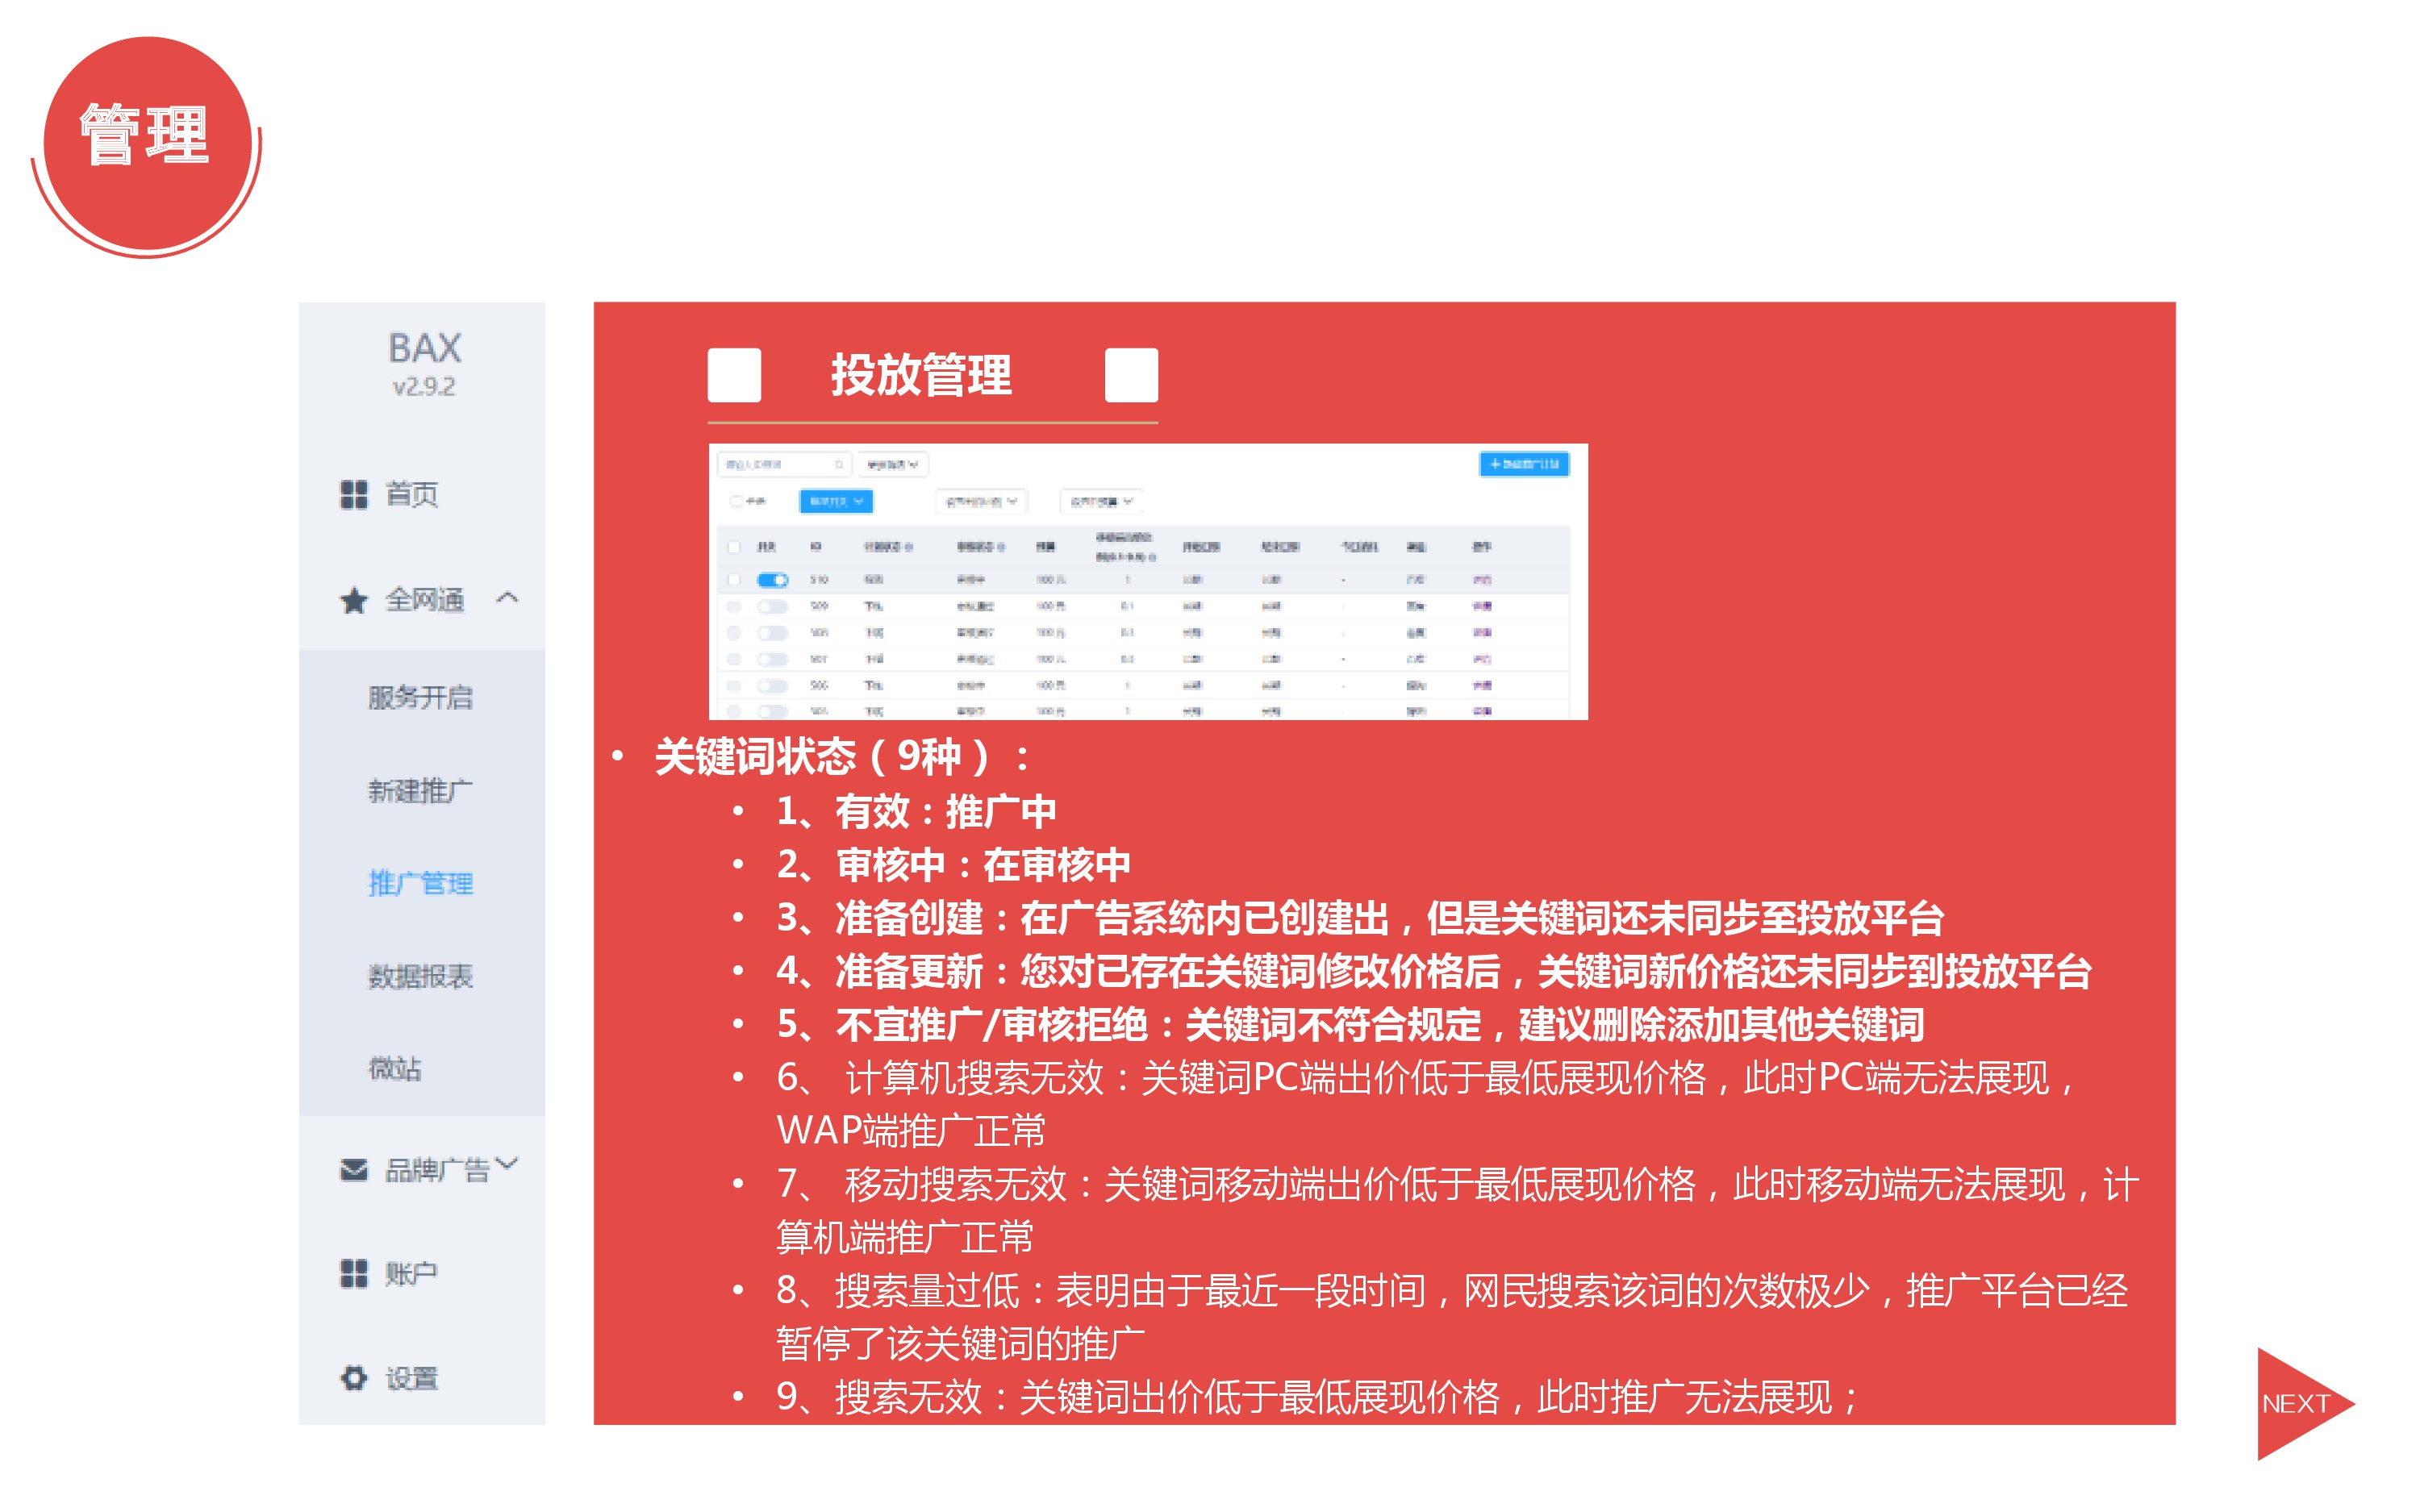 管理
BAX
v2.9.2
首页
全网通
服务开启
新建推广
推广管理
数据报表
微站
品牌广告
账户
设置
投放管理
• 关键词状态（9种）：
• 1、有效：推广中
• 2、审核中：在审核中
• 3、准备创建：在广告系统内已创建出，但是关键词还未同步至投放平台
• 4、准备更新：您对已存在关键词修改价格后，关键词新价格还未同步到投放平台
• 5、不宜推广/审核拒绝：关键词不符合规定，建议删除添加其他关键词
• 6、 计算机搜索无效：关键词PC端出价低于最低展现价格，此时PC端无法展现，
WAP端推广正常
• 7、 移动搜索无效：关键词移动端出价低于最低展现价格，此时移动端无法展现，计
算机端推广正常
• 8、搜索量过低：表明由于最近一段时间，网民搜索该词的次数极少，推广平台已经
暂停了该关键词的推广
• 9、搜索无效：关键词出价低于最低展现价格，此时推广无法展现；
NEXT